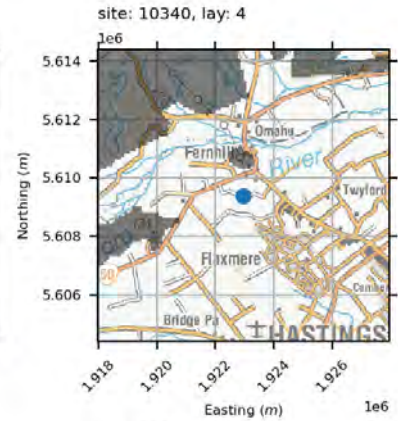 site: 10340, lay: 4
1e6
5.614
5.612
5.610
5.608
5.606
Northing (m)
Omahu
Fernhill
River
Twyford
Flaxmere
50
Bridge Pa
HASTINGS
1.918
1.920
1.922
1.924
1.926
1e6
Easting (m)